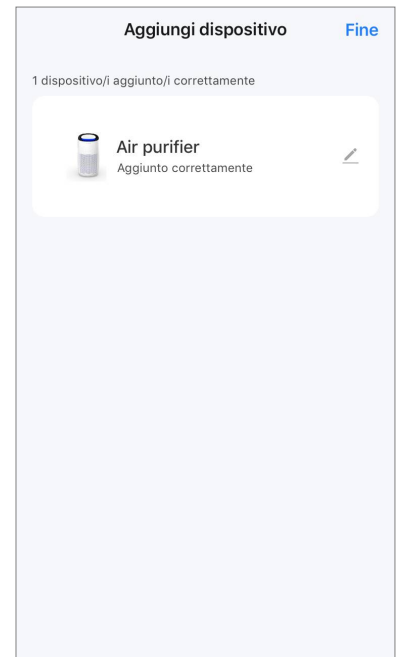 Aggiungi dispositivo Fine
1 dispositivo/i aggiunto/i correttamente
Air purifier
Aggiunto correttamente